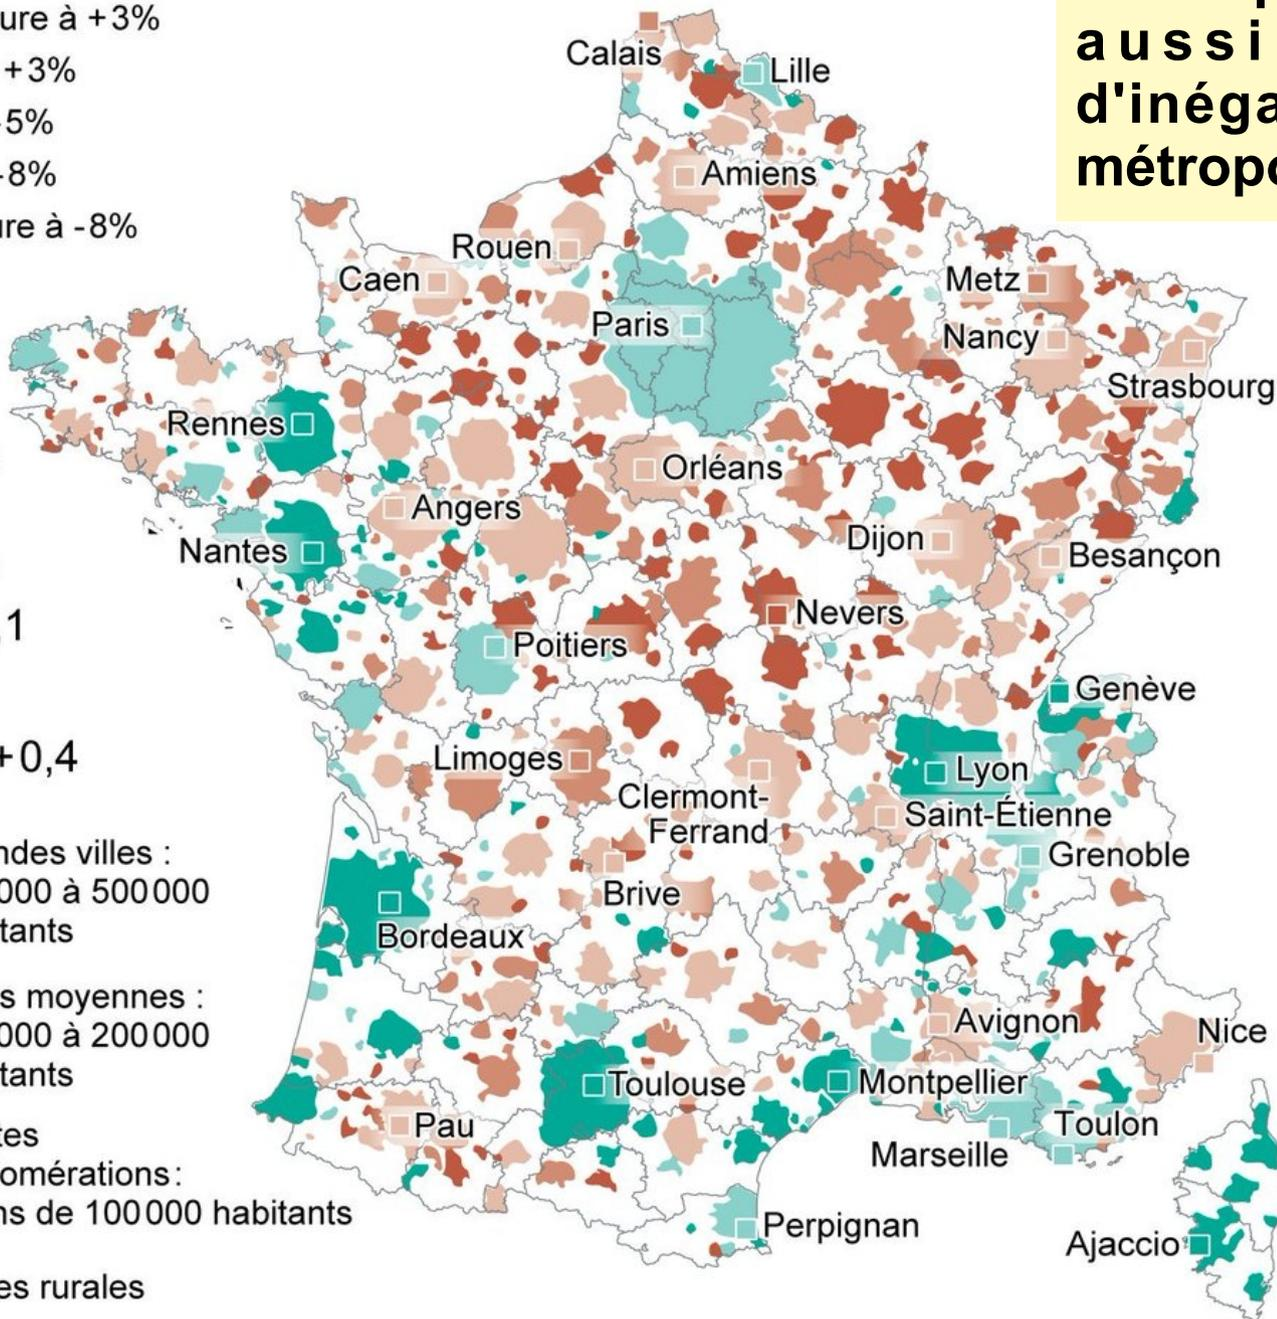 ure à +3%
+3%
-5%
-8%
ure à -8%
aussi
d'inéga
métropo
Calais
Lille
Amiens
Rouen
Caen
Metz
Paris
Nancy
Strasbourg
Rennes
Orléans
Angers
Dijon
Nantes
Besançon
Nevers
,1
Poitiers
Genève
+0,4
Limoges
Lyon
Clermont-
Ferrand
Saint-Étienne
Grenoble
ndes villes :
000 à 500 000
tants
Brive
Bordeaux
s moyennes :
000 à 200 000
tants
Avignon
Nice
Toulouse
Montpellier
Pau
Toulon
Marseille
tes
omérations :
ns de 100 000 habitants
Perpignan
Ajaccio
es rurales